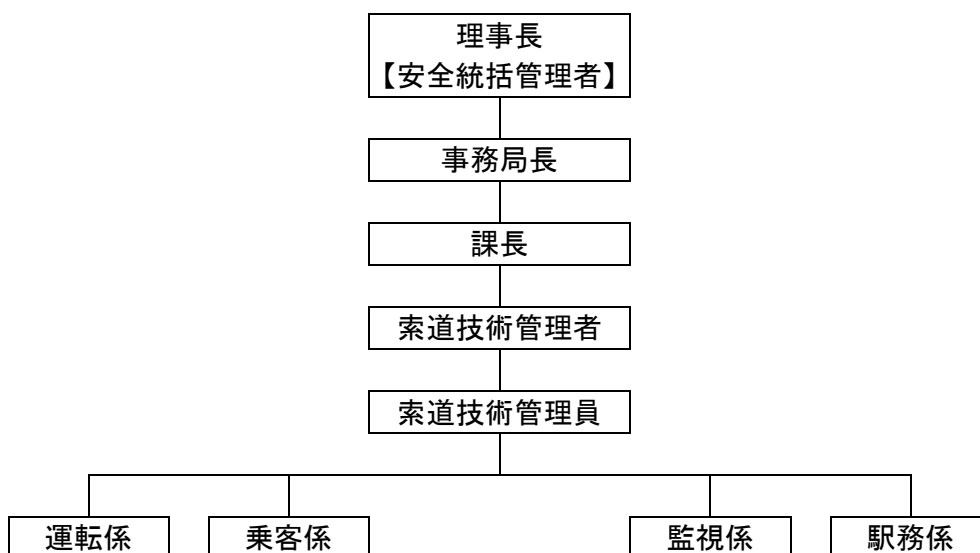 理事長
【安全統括管理者】
事務局長
課長
索道技術管理者
索道技術管理員
運転係
乗客係
監視係
駅務係